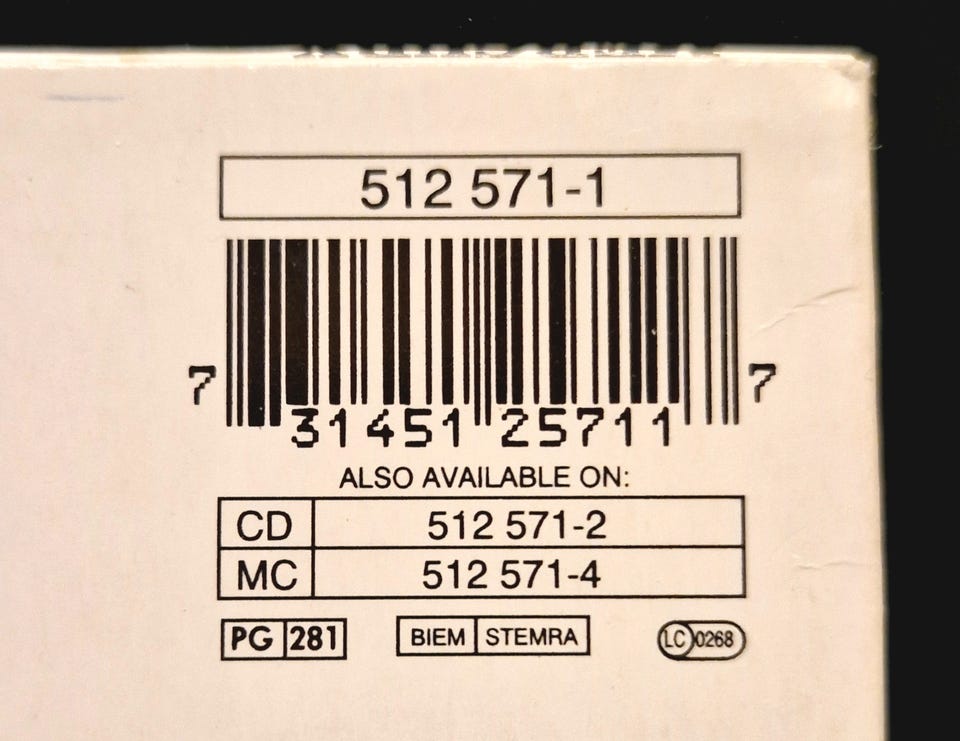 512 571-1
7 31451 25711 7
ALSO AVAILABLE ON:
CD 512 571-2
MC 512 571-4
PG 281 BIEM STEMRA LC 0268